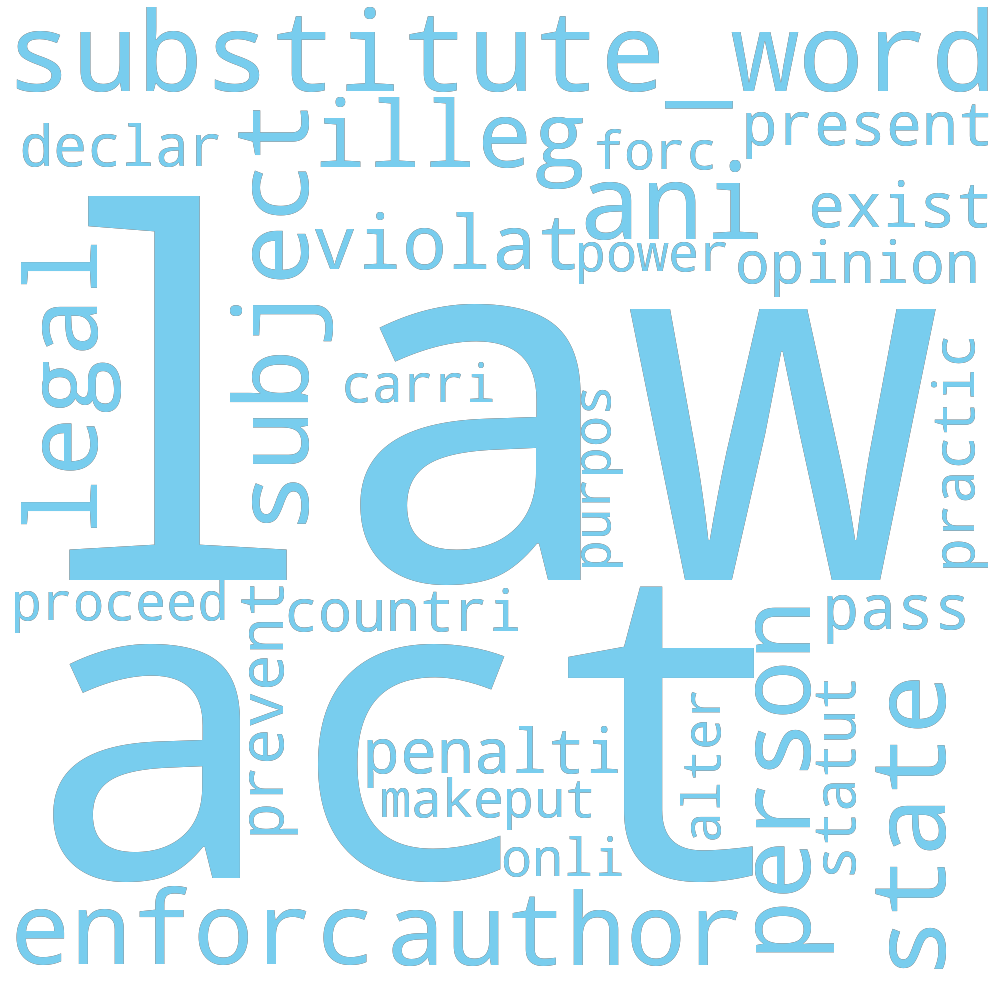 substitute_word
declar
subject
illeg
forc
present
ani
exist
violat
power
opinion
legal
law
carri
purpos
practic
proceed
prevent
countri
pass
act
person
penalti
alter
statut
state
makeput
onli
enforc
author